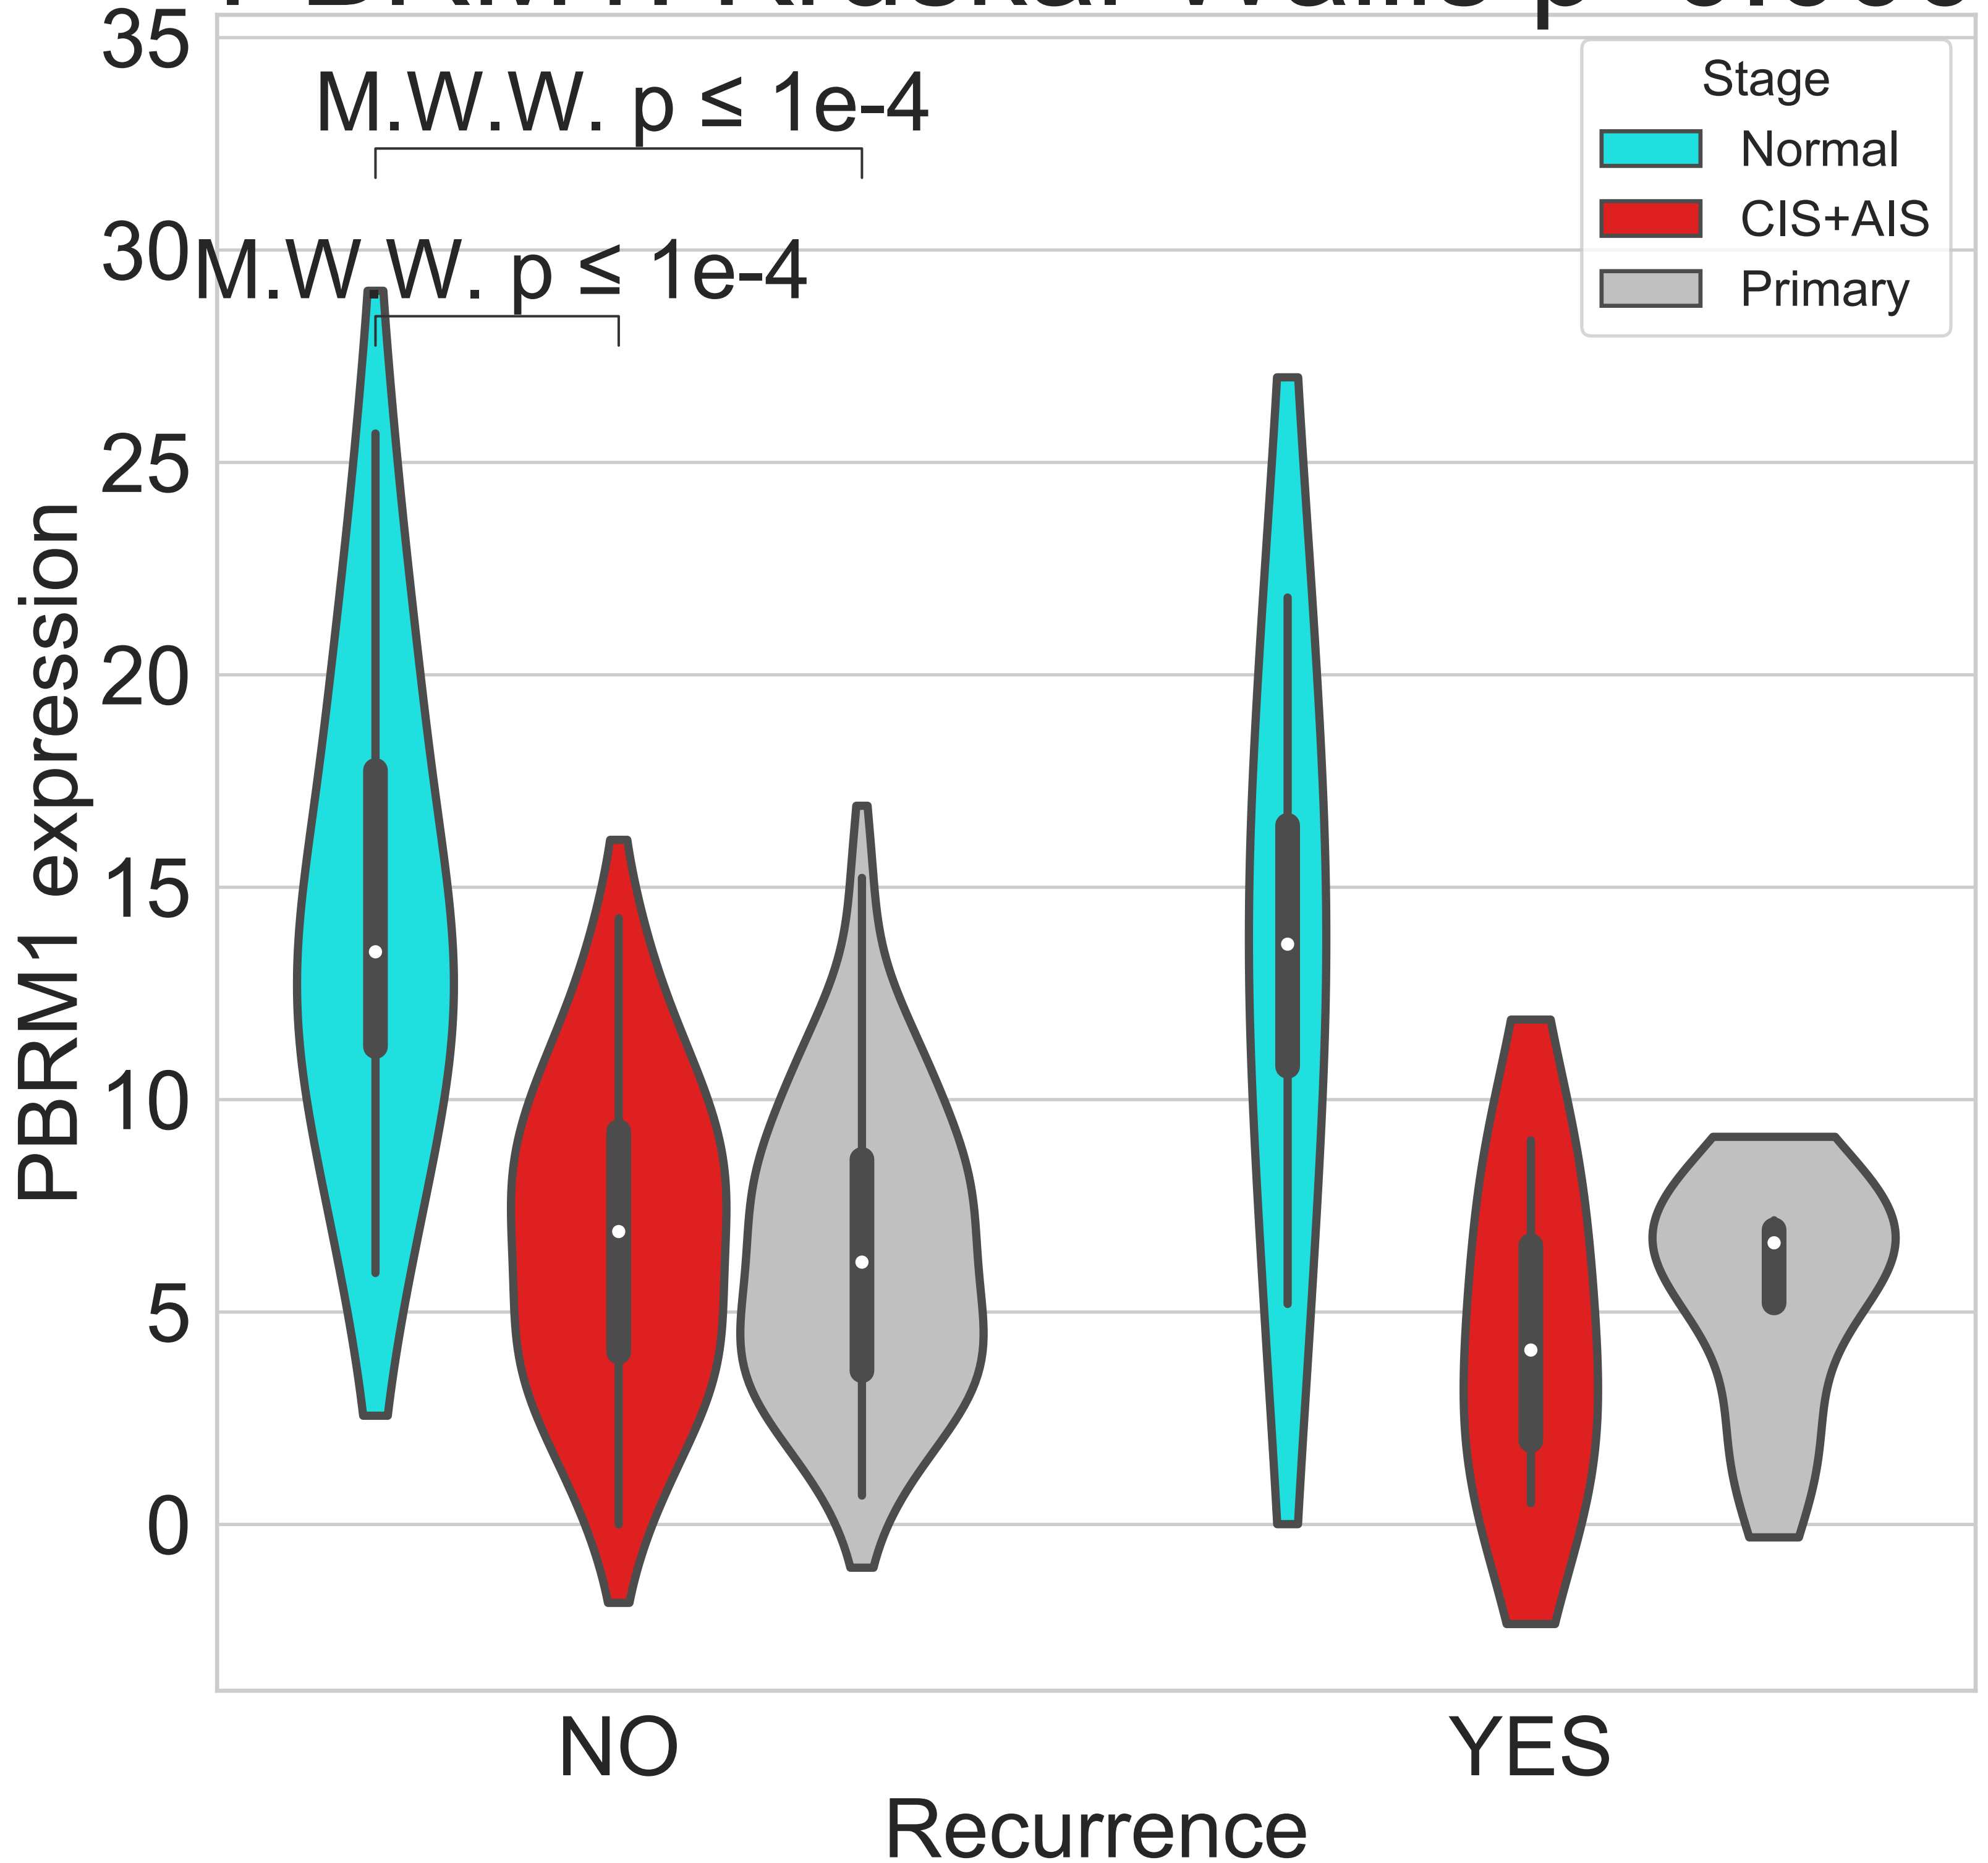 35
30
25
20
15
10
5
0
PBRM1 expression
M.W.W. p ≤ 1e-4
M.W.W. p ≤ 1e-4
Stage
Normal
CIS+AIS
Primary
NO
YES
Recurrence